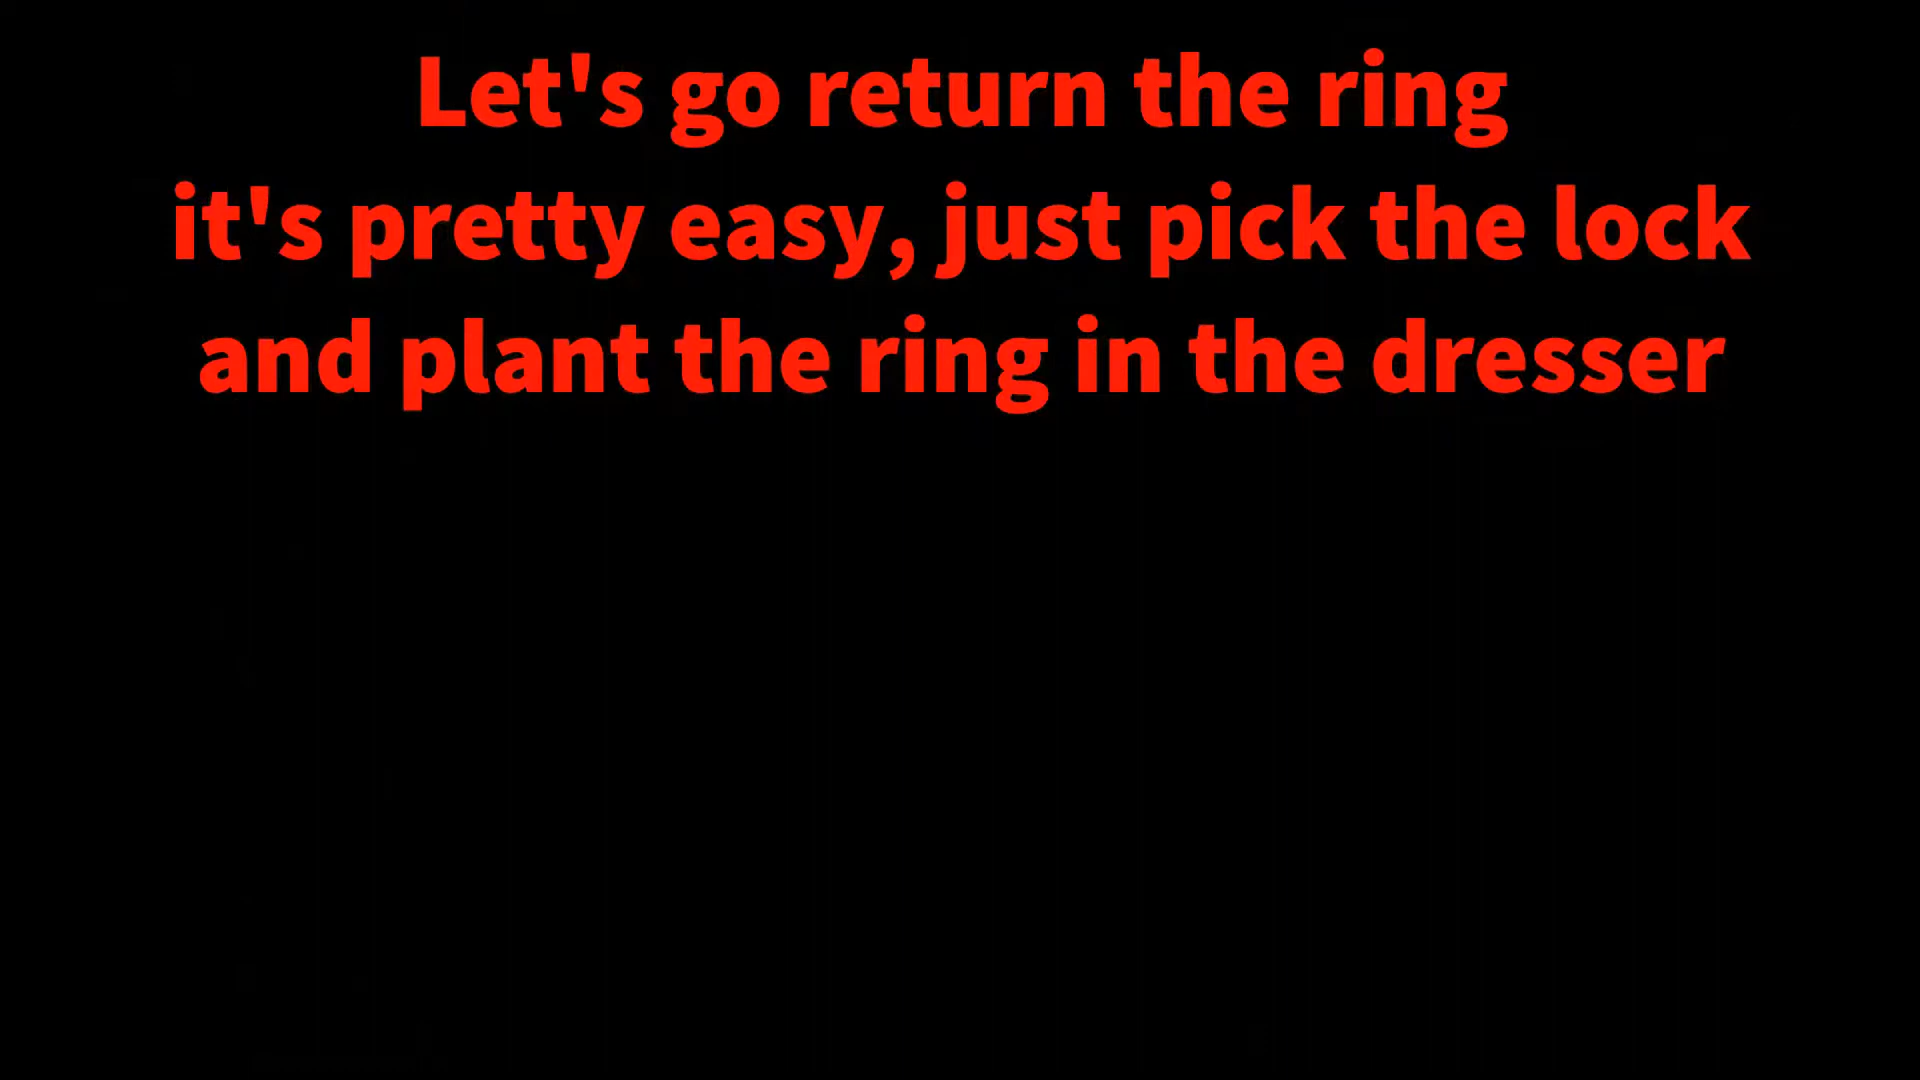 Let's go return the ring
it's pretty easy, just pick the lock
and plant the ring in the dresser